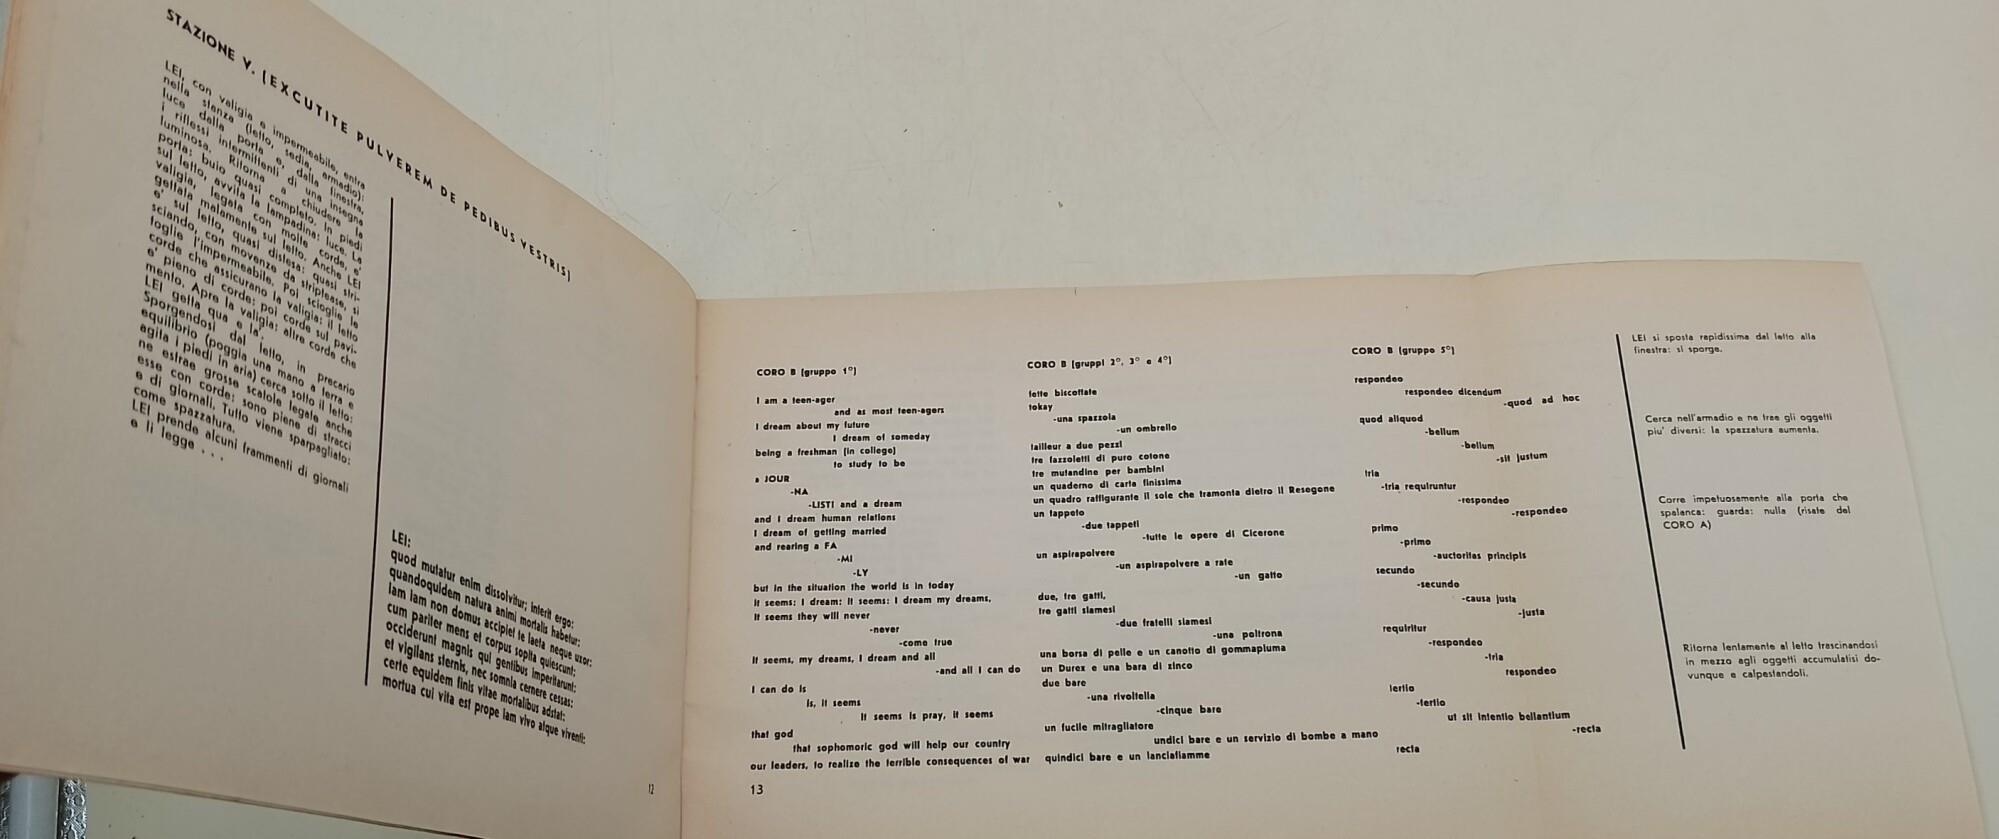 STAZIONE V. (EXCUTITE PULVEREM DE PEDIBUS VESTRIS)
LEI, con valigia e impermeabile, entra
nella stanza (letto, sedia, armadio):
luce dalla porta e, dalla finestra,
i riflessi intermittenti di una insegna
luminosa. Ritorna a chiudere la
porta: buio quasi completo. In piedi
sul letto, avvita la lampadina: luce. La
valigia, legata con molte corde, e'
gettata malamente sul letto. Anche LEI
e' sul letto, quasi distesa: quasi stri-
sciando, con movenze da striptease, si
toglie l'impermeabile. Poi scioglie le
corde che assicurano la valigia: il letto
e' pieno di corde; poi corde sul pavi-
mento. Apre la valigia: altre corde che
LEI getta qua e la'.
Sporgendosi dal letto, in precario
equilibrio (poggia una mano a terra e
agita i piedi in aria) cerca sotto il letto:
ne estrae grosse scatole legate anche
esse con corde: sono piene di stracci
e di giornali. Tutto viene sparpagliato:
come spazzatura.
LEI prende alcuni frammenti di giornali
e li legge . . .
LEI:
quod mutatur enim dissolvitur; interit ergo:
quandoquidem natura animi mortalis habetur:
iam iam non domus accipiet te laeta neque uxor:
cum pariter mens et corpus sopita quiescunt:
occiderunt magnis qui gentibus imperitarunt:
et vigilans stertis, nec somnia cernere cessas:
certe equidem finis vitae mortalibus adstat:
mortua cui vita est prope iam vivo atque videnti:
12
CORO B (gruppo 1°)
I am a teen-ager
and as most teen-agers
I dream about my future
I dream of someday
being a freshman (in college)
to study to be
a JOUR
-NA
-LISTI and a dream
and I dream human relations
I dream of getting married
and rearing a FA
-MI
-LY
but in the situation the world is in today
it seems: I dream: it seems: I dream my dreams,
it seems they will never
-never
-come true
it seems, my dreams, I dream and all
-and all I can do
I can do is
is, it seems
it seems is pray, it seems
that god
that sophomoric god will help our country
our leaders, to realize the terrible consequences of war
13
CORO B (gruppi 2°, 3° e 4°)
fette biscottate
tokay
-una spazzola
-un ombrello
tailleur a due pezzi
tre fazzoletti di puro cotone
tre mutandine per bambini
un quaderno di carta finissima
un quadro raffigurante il sole che tramonta dietro il Resegone
un tappeto
-due tappeti
-tutte le opere di Cicerone
un aspirapolvere
-un aspirapolvere a rate
-un gatto
due, tre gatti,
tre gatti siamesi
-due fratelli siamesi
-una poltrona
una borsa di pelle e un canotto di gommapiuma
un Durex e una bara di zinco
due bare
-una rivoltella
-cinque bare
un fucile mitragliatore
undici bare e un servizio di bombe a mano
quindici bare e un lanciafiamme
CORO B (gruppo 5°)
respondeo
respondeo dicendum
-quod ad hoc
quod aliquod
-bellum
-bellum
-sit justum
tria
-tria requiruntur
-respondeo
-respondeo
primo
-primo
-auctoritas principis
secundo
-secundo
-causa justa
-justa
requiritur
-respondeo
-tria
respondeo
tertio
-tertio
ut sit intentio bellantium
-recta
recta
LEI si sposta rapidissima dal letto alla
finestra: si sporge.
Cerca nell'armadio e ne trae gli oggetti
piu' diversi: la spazzatura aumenta.
Corre impetuosamente alla porta che
spalanca: guarda: nulla (risate del
CORO A)
Ritorna lentamente al letto trascinandosi
in mezzo agli oggetti accumulatisi do-
vunque e calpestandoli.